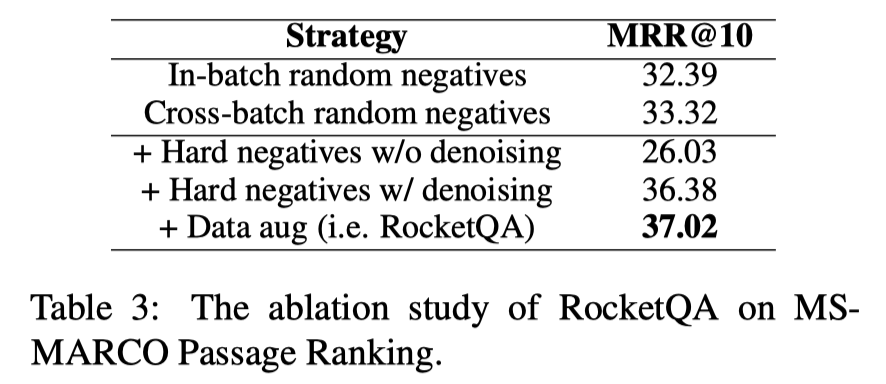 Strategy MRR@10
In-batch random negatives 32.39
Cross-batch random negatives 33.32
+ Hard negatives w/o denoising 26.03
+ Hard negatives w/ denoising 36.38
+ Data aug (i.e. RocketQA) 37.02
Table 3: The ablation study of RocketQA on MS-
MARCO Passage Ranking.